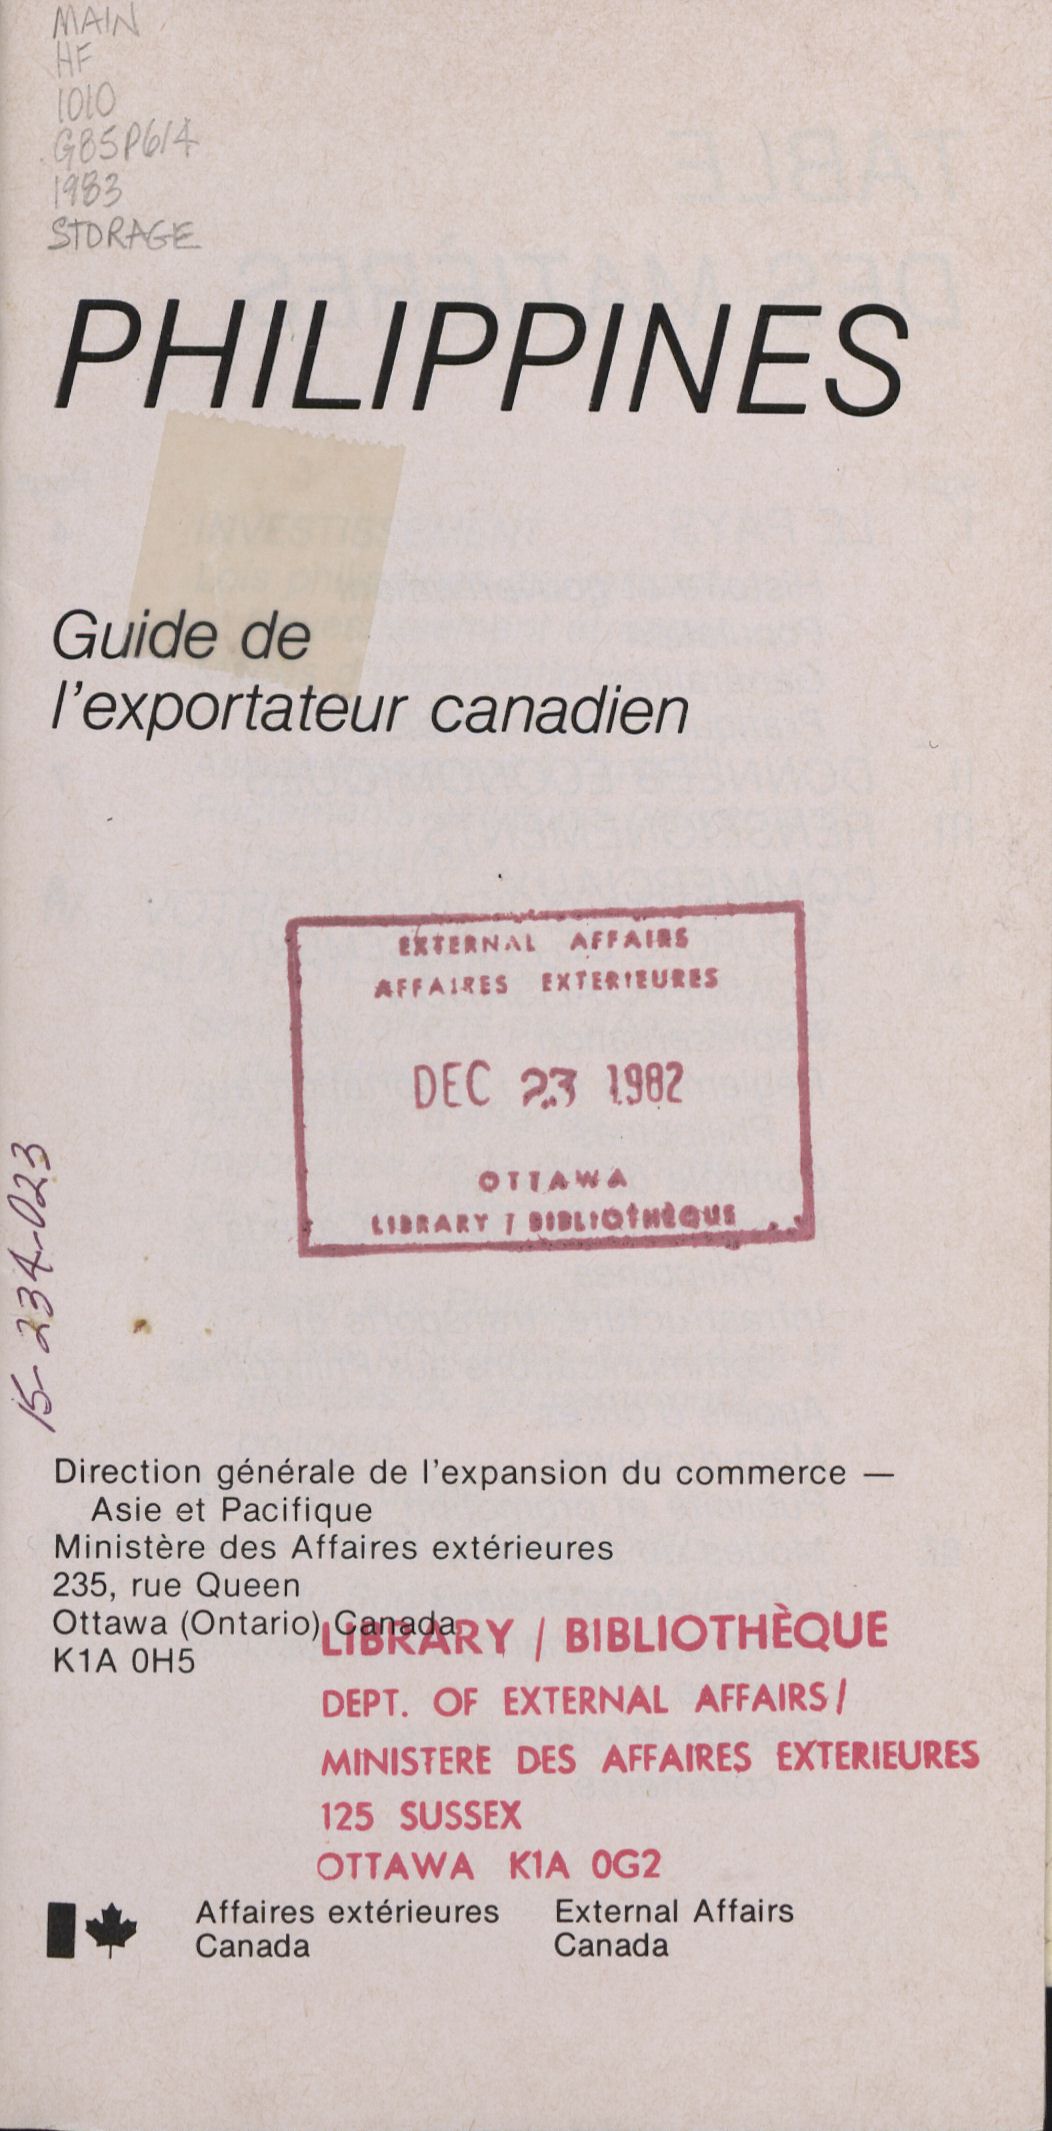 MAIN
HF
1010
G85P6/4
1983
STORAGE
PHILIPPINES
Guide de
l'exportateur canadien
EXTERNAL AFFAIRS
AFFAIRES EXTERIEURES
DEC 23 1982
OTTAWA
LIBRARY / BIBLIOTHÈQUE
15-234-023
Direction générale de l'expansion du commerce —
Asie et Pacifique
Ministère des Affaires extérieures
235, rue Queen
Ottawa (Ontario) Canada
K1A 0H5
LIBRARY / BIBLIOTHÈQUE
DEPT. OF EXTERNAL AFFAIRS/
MINISTERE DES AFFAIRES EXTERIEURES
125 SUSSEX
OTTAWA K1A 0G2
Affaires extérieures
Canada
External Affairs
Canada